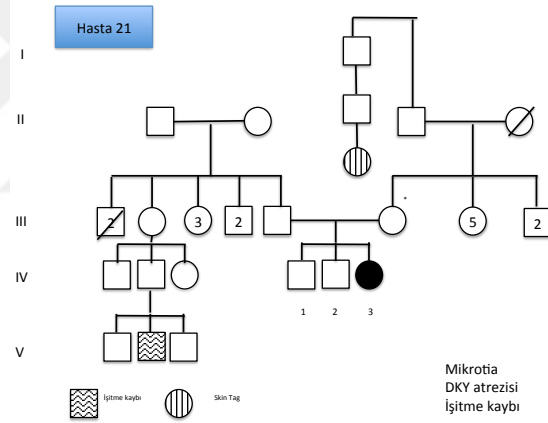 Hasta 21
I
II
III
2
3
2
5
2
IV
1
2
3
V
İşitme kaybı
Skin Tag
Mikrotia
DKY atrezisi
İşitme kaybı